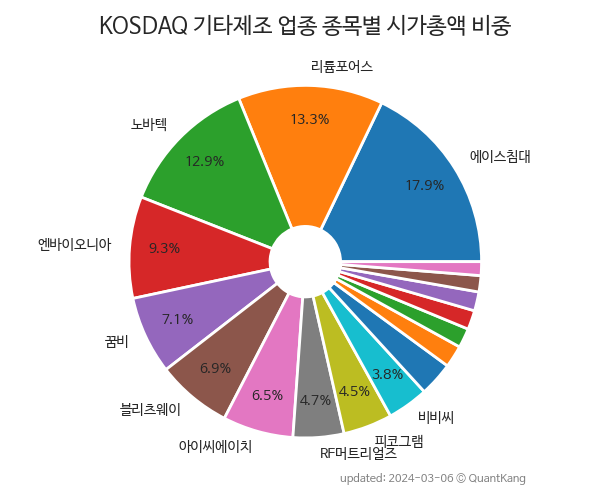 KOSDAQ 기타제조 업종 종목별 시가총액 비중
리튬포어스
13.3%
노바텍
12.9%
에이스침대
17.9%
엔바이오니아
9.3%
꿈비
7.1%
블리츠웨이
6.9%
아이씨에이치
6.5%
RF머트리얼즈
4.7%
피코그램
4.5%
비비씨
3.8%
updated: 2024-03-06 © QuantKang